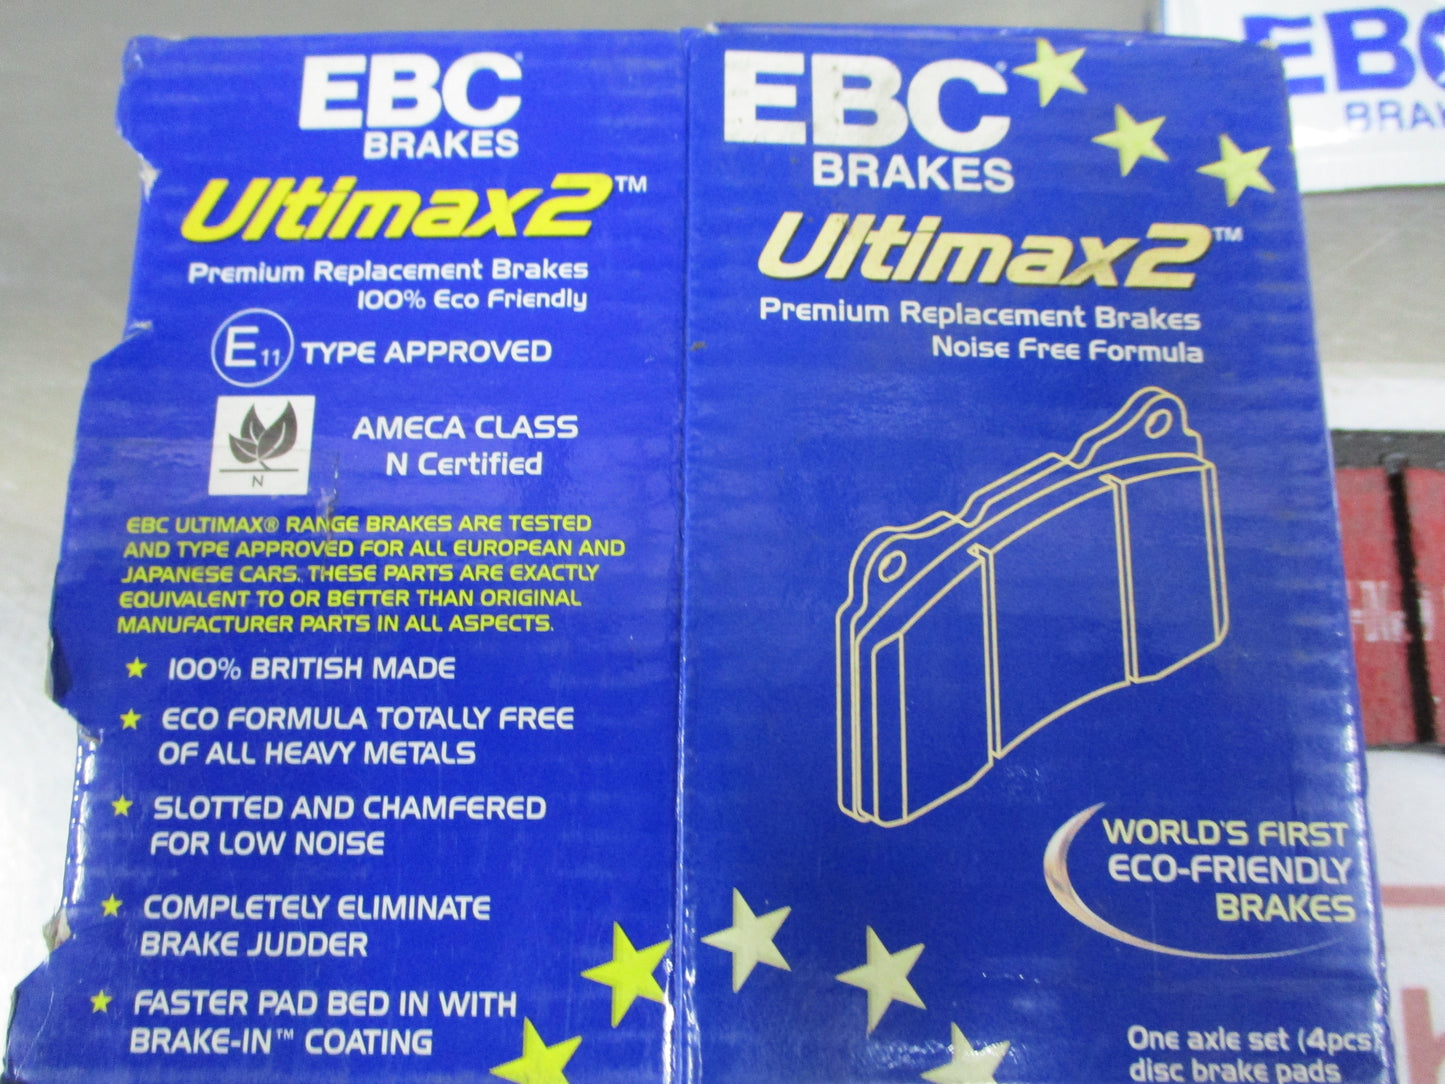 EBC
BRAKES
Ultimax2™
Premium Replacement Brakes
100% Eco Friendly
E11 TYPE APPROVED
N
AMECA CLASS
N Certified
EBC ULTIMAX® RANGE BRAKES ARE TESTED
AND TYPE APPROVED FOR ALL EUROPEAN AND
JAPANESE CARS. THESE PARTS ARE EXACTLY
EQUIVALENT TO OR BETTER THAN ORIGINAL
MANUFACTURER PARTS IN ALL ASPECTS.
100% BRITISH MADE
ECO FORMULA TOTALLY FREE
OF ALL HEAVY METALS
SLOTTED AND CHAMFERED
FOR LOW NOISE
COMPLETELY ELIMINATE
BRAKE JUDDER
FASTER PAD BED IN WITH
BRAKE-IN™ COATING
EBC
BRAKES
Ultimax2™
Premium Replacement Brakes
Noise Free Formula
WORLD'S FIRST
ECO-FRIENDLY
BRAKES
One axle set (4pcs)
disc brake pads
EBC